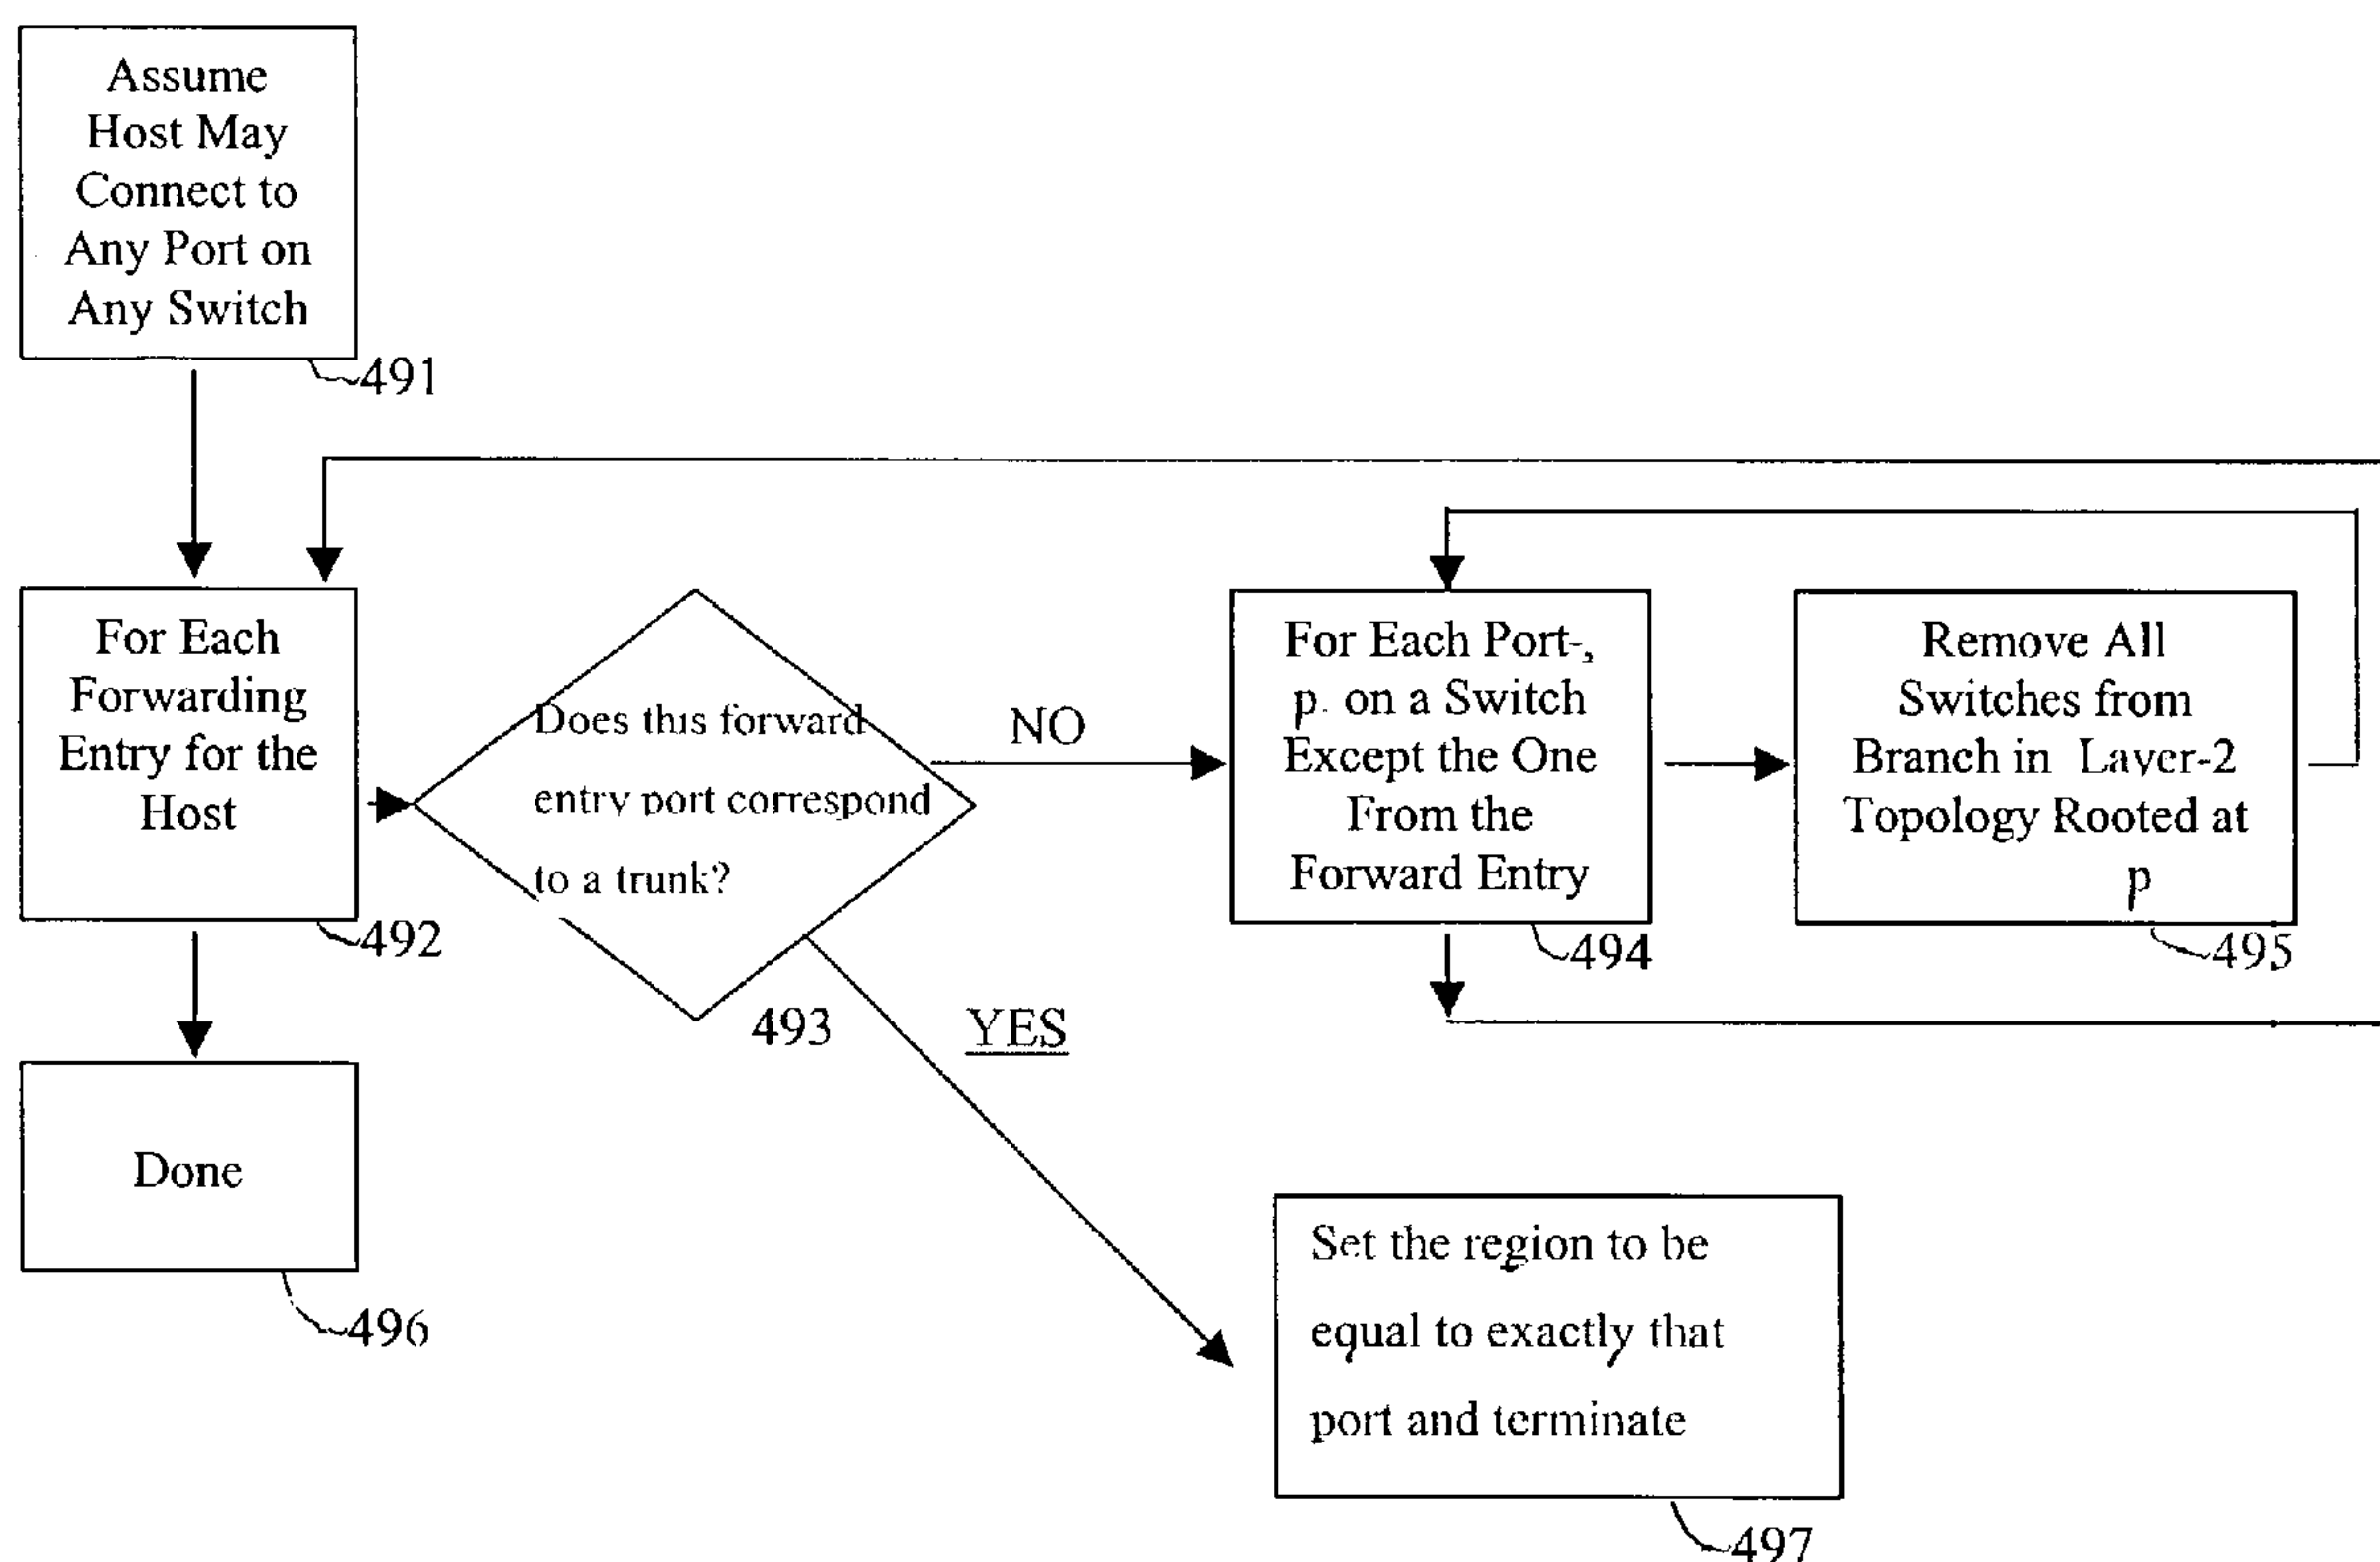 Assume
Host May
Connect to
Any Port on
Any Switch
491
For Each
Forwarding
Entry for the
Host
492
Does this forward
entry port correspond
to a trunk?
493
NO
YES
For Each Port-,
p. on a Switch
Except the One
From the
Forward Entry
494
Remove All
Switches from
Branch in Layer-2
Topology Rooted at
p
495
Done
496
Set the region to be
equal to exactly that
port and terminate
497